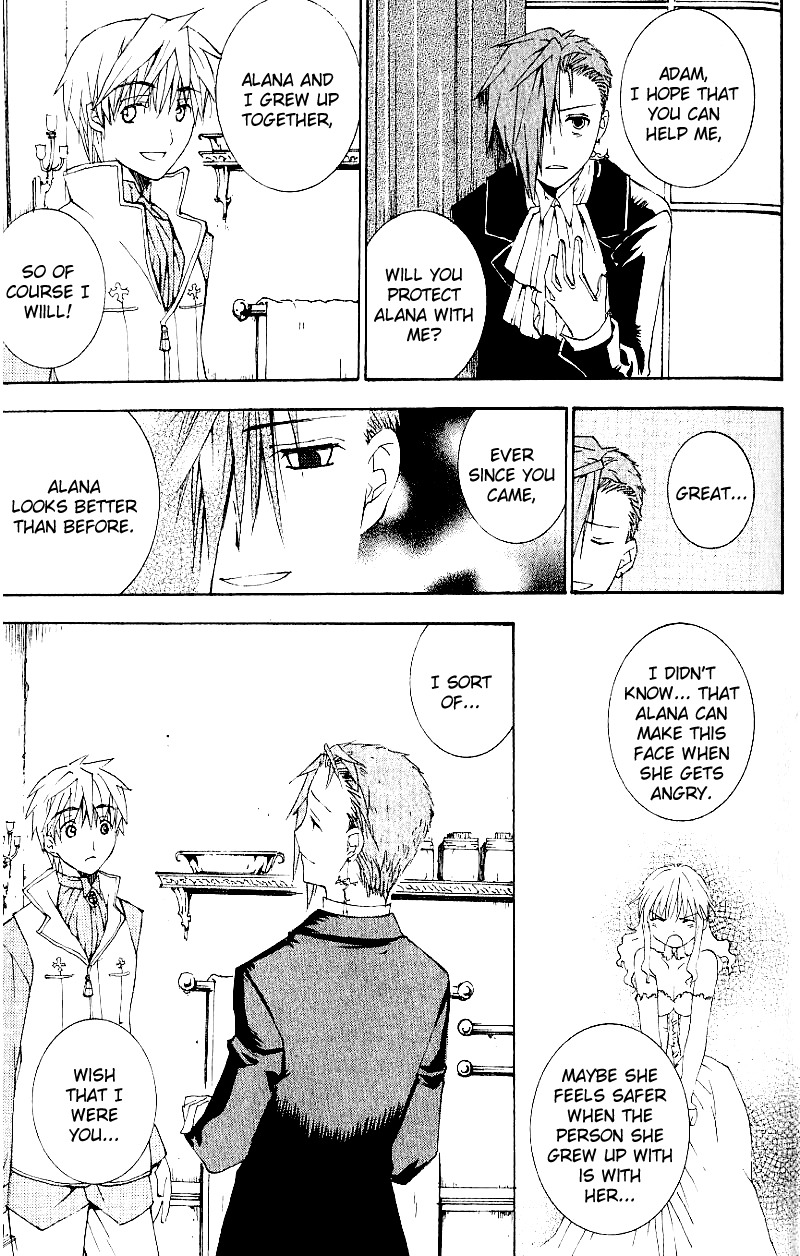 ADAM,
I HOPE THAT
YOU CAN
HELP ME,
WILL YOU
PROTECT
ALANA WITH
ME?
ALANA AND
I GREW UP
TOGETHER,
SO OF
COURSE I
WIILL!
GREAT...
EVER
SINCE YOU
CAME,
ALANA
LOOKS BETTER
THAN BEFORE.
I DIDN'T
KNOW... THAT
ALANA CAN
MAKE THIS
FACE WHEN
SHE GETS
ANGRY.
MAYBE SHE
FEELS SAFER
WHEN THE
PERSON SHE
GREW UP WITH
IS WITH
HER...
I SORT
OF...
WISH
THAT I
WERE
YOU...